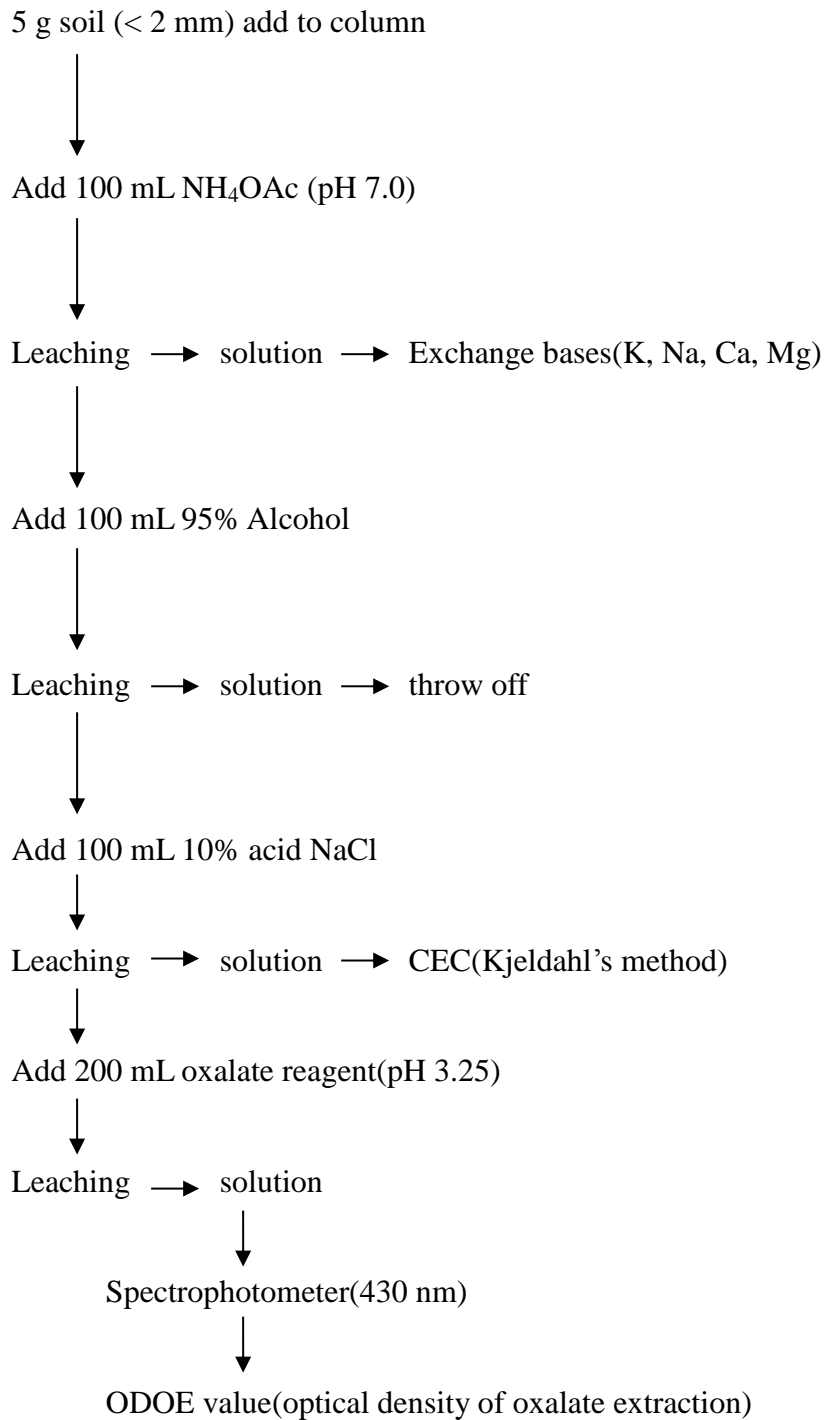 5 g soil (< 2 mm) add to column
Add 100 mL NH₄OAc (pH 7.0)
Leaching → solution → Exchange bases(K, Na, Ca, Mg)
Add 100 mL 95% Alcohol
Leaching → solution → throw off
Add 100 mL 10% acid NaCl
Leaching → solution → CEC(Kjeldahl’s method)
Add 200 mL oxalate reagent(pH 3.25)
Leaching → solution
Spectrophotometer(430 nm)
ODOE value(optical density of oxalate extraction)